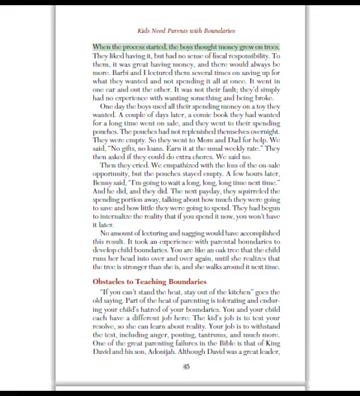 Kids Need Parents with Boundaries
When the process started, the boys thought money grew on trees.
They liked having it, but had no sense of fiscal responsibility. To
them, it was great having money, and there would always be
more. Barbi and I lectured them several times on saving up for
what they wanted and not spending it all at once. It went in
one ear and out the other. It was not their fault; they'd simply
had no experience with wanting something and being broke.
One day the boys used all their spending money on a toy they
wanted. A couple of days later, a comic book they had wanted
for a long time went on sale, and they went to their spending
pouches. The pouches had not replenished themselves overnight.
They were empty. So they went to Mom and Dad for help. We
said, "No gifts, no loans. Earn it at the usual weekly rate." They
then asked if they could do extra chores. We said no.
Then they cried. We empathized with the loss of the on-sale
opportunity, but the pouches stayed empty. A few hours later,
Benny said, "I'm going to wait a long, long, long time next time."
And he did, and they did. The next payday, they squirreled the
spending portion away, talking about how much they were going
to save and how little they were going to spend. They had begun
to internalize the reality that if you spend it now, you won't have
it later.
No amount of lecturing and nagging would have accomplished
this result. It took an experience with parental boundaries to
develop child boundaries. You are like an oak tree that the child
runs her head into over and over again, until she realizes that
the tree is stronger than she is, and she walks around it next time.
Obstacles to Teaching Boundaries
"If you can't stand the heat, stay out of the kitchen" goes the
old saying. Part of the heat of parenting is tolerating and endur-
ing your child's hatred of your boundaries. You and your child
each have a different job here: The kid's job is to test your
resolve, so she can learn about reality. Your job is to withstand
the test, including anger, pouting, tantrums, and much more.
One of the great parenting failures in the Bible is that of King
David and his son, Adonijah. Although David was a great leader,
45